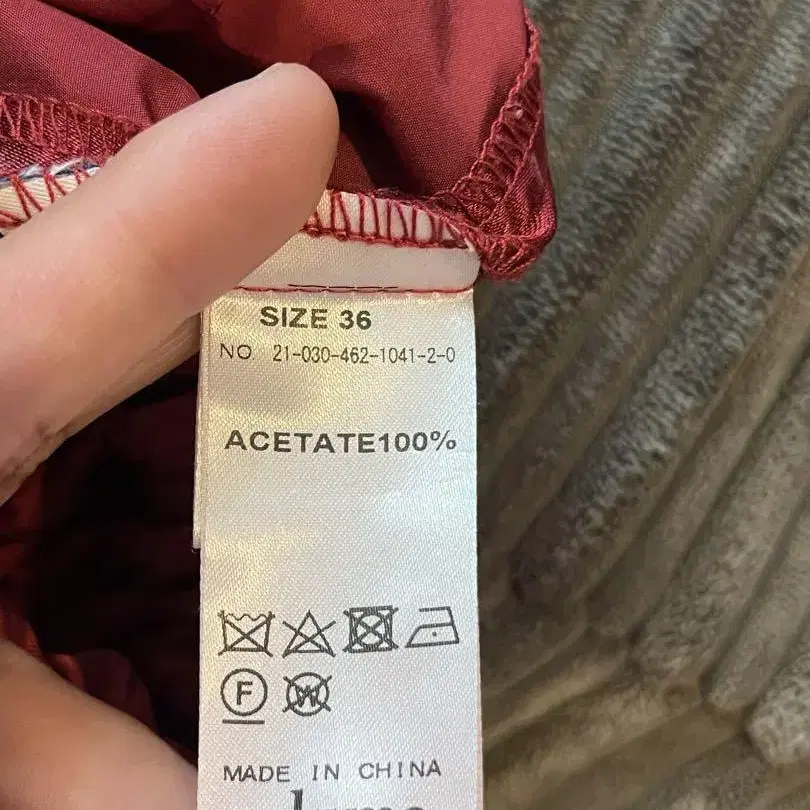 SIZE 36
NO. 21-030-462-1041-2-0
ACETATE100%
F W
MADE IN CHINA